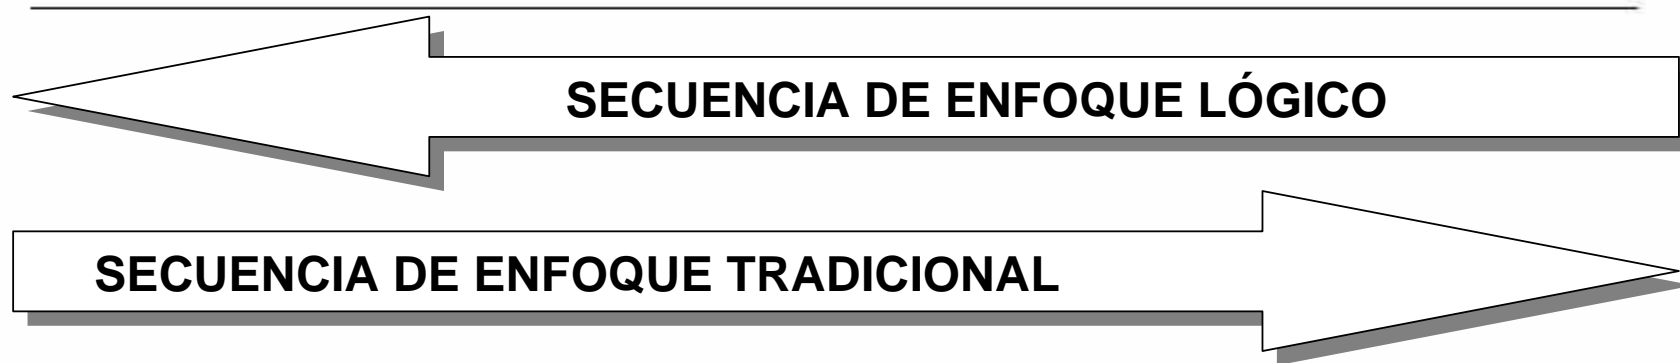 SECUENCIA DE ENFOQUE LÓGICO
SECUENCIA DE ENFOQUE TRADICIONAL